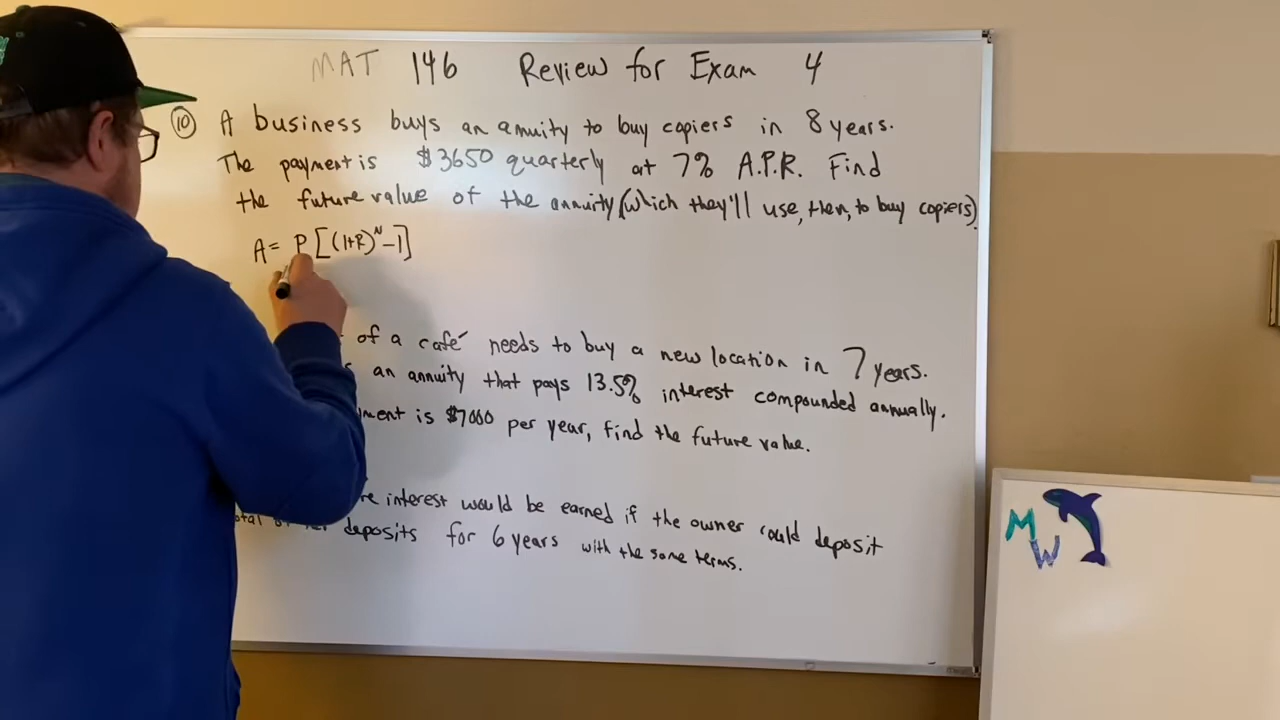 MAT 146 Review for Exam 4
⑩ A business buys an annuity to buy copiers in 8 years.
The payment is $3650 quarterly at 7% A.P.R. Find
the future value of the annuity (which they'll use, then, to buy copiers).
A = P[(1+R)^N-1]
of a café needs to buy a new location in 7 years.
an annuity that pays 13.5% interest compounded annually.
is $7000 per year, find the future value.
interest would be earned if the owner could deposit
deposits for 6 years with the same terms.
MW